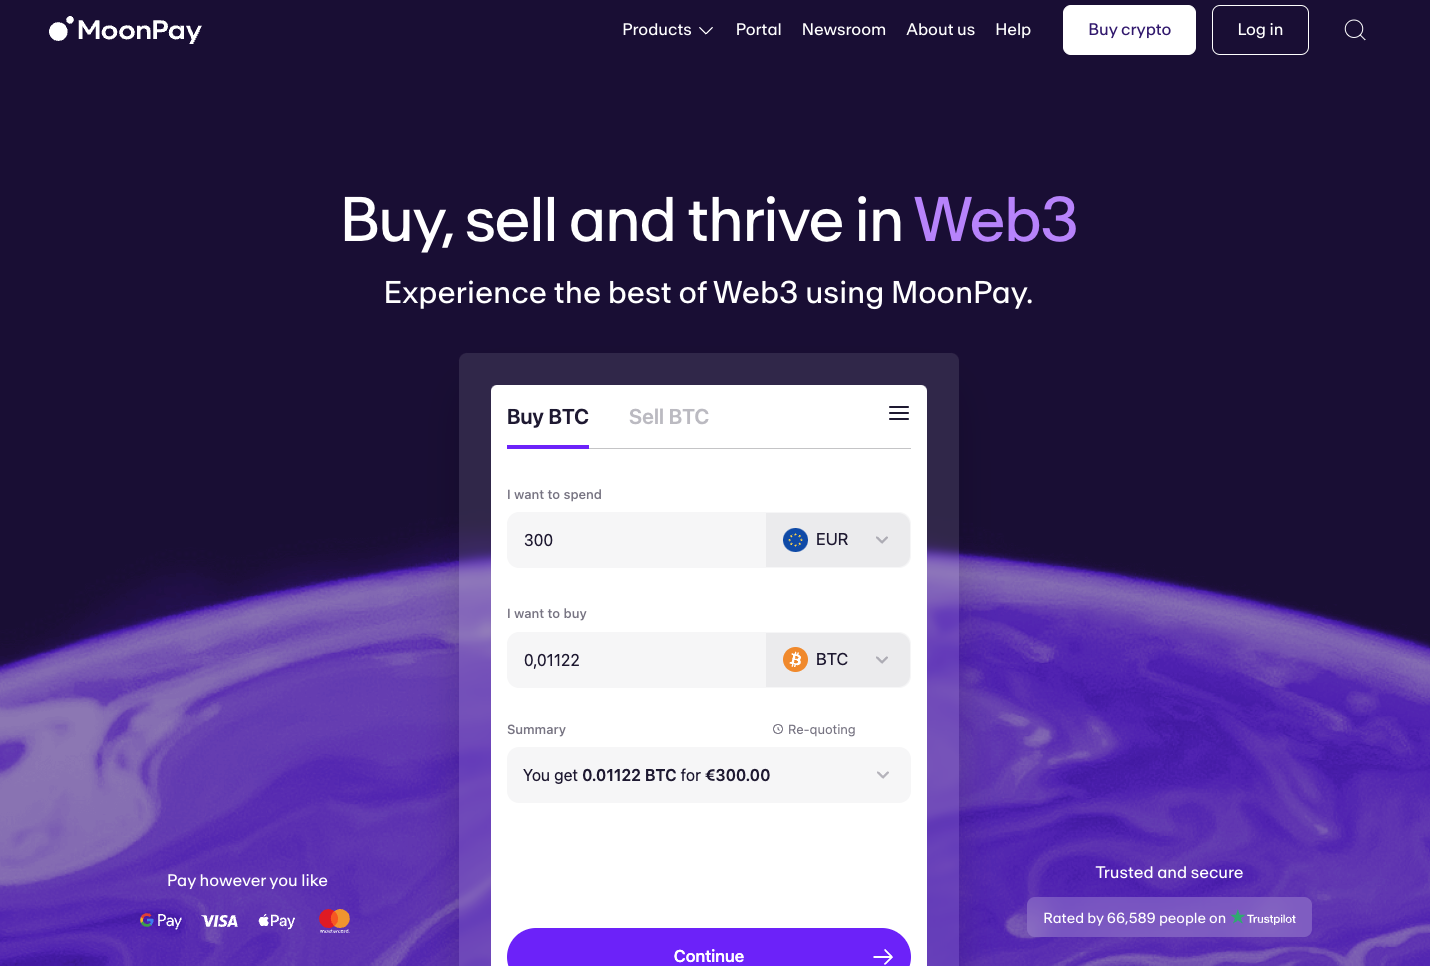 MoonPay
Products Portal Newsroom About us Help Buy crypto Log in
Buy, sell and thrive in Web3
Experience the best of Web3 using MoonPay.
Buy BTC Sell BTC
I want to spend
300 EUR
I want to buy
0,01122 BTC
Summary Re-quoting
You get 0.01122 BTC for €300.00
Continue
Pay however you like
G Pay VISA Pay mastercard
Trusted and secure
Rated by 66,589 people on Trustpilot